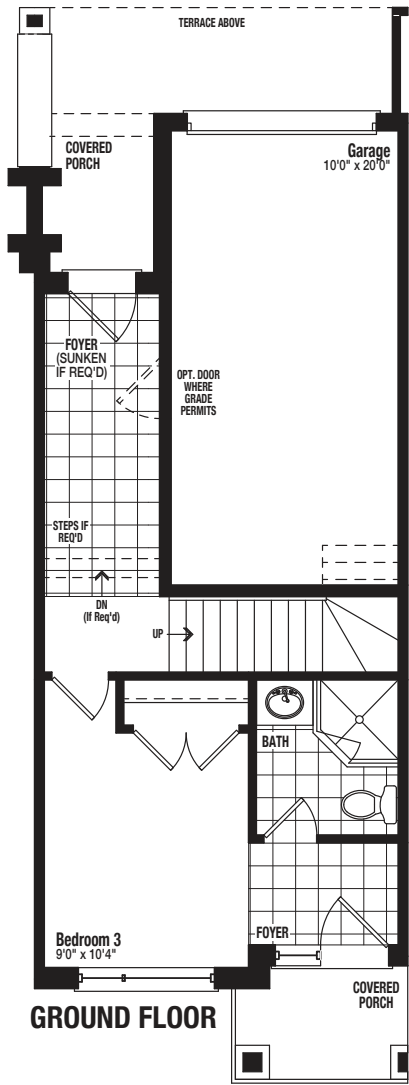 TERRACE ABOVE
COVERED
PORCH
Garage
10'0" x 20'0"
FOYER
(SUNKEN
IF REQ'D)
OPT. DOOR
WHERE
GRADE
PERMITS
STEPS IF
REQ'D
DN
(If Req'd)
UP
BATH
FOYER
Bedroom 3
9'0" x 10'4"
COVERED
PORCH
GROUND FLOOR